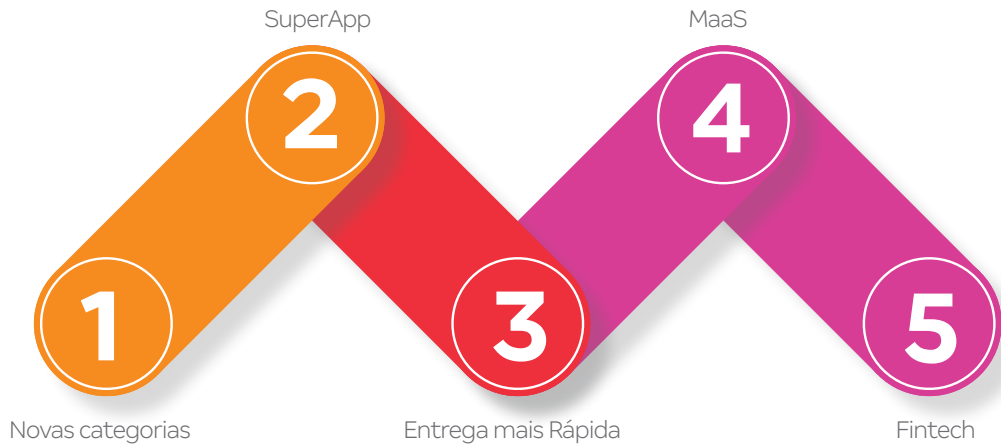 SuperApp
MaaS
2
4
1
3
5
Novas categorias
Entrega mais Rápida
Fintech